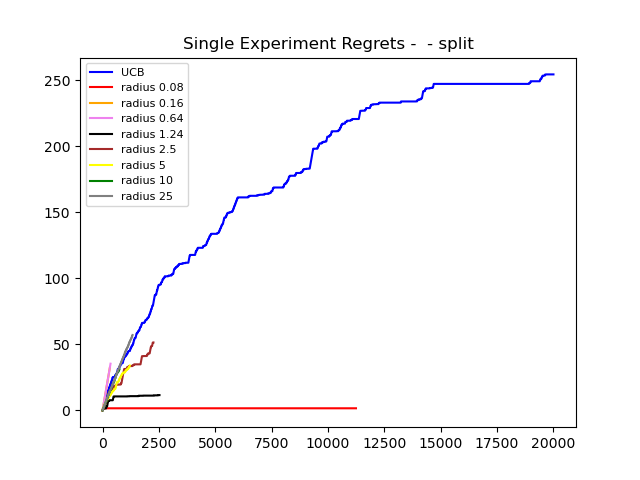 Single Experiment Regrets -  - split
UCB
radius 0.08
radius 0.16
radius 0.64
radius 1.24
radius 2.5
radius 5
radius 10
radius 25
250
200
150
100
50
0
0 2500 5000 7500 10000 12500 15000 17500 20000